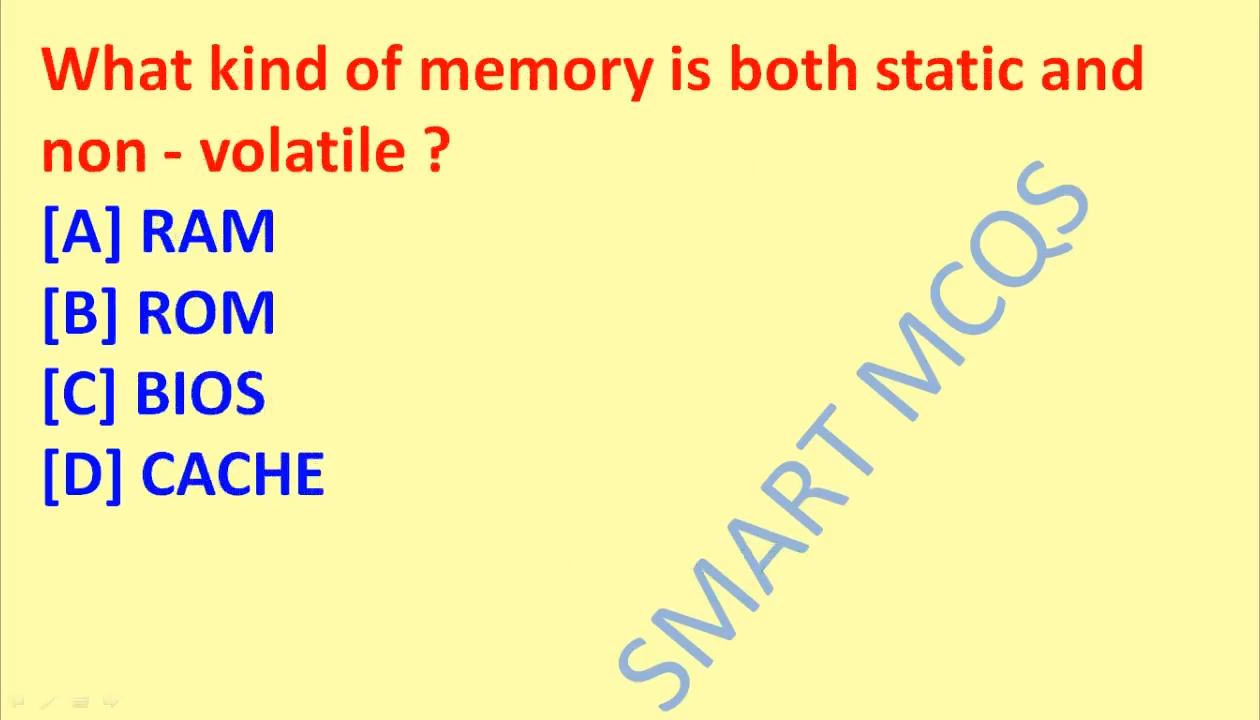 What kind of memory is both static and
non - volatile ?
[A] RAM
[B] ROM
[C] BIOS
[D] CACHE
SMART MCQS